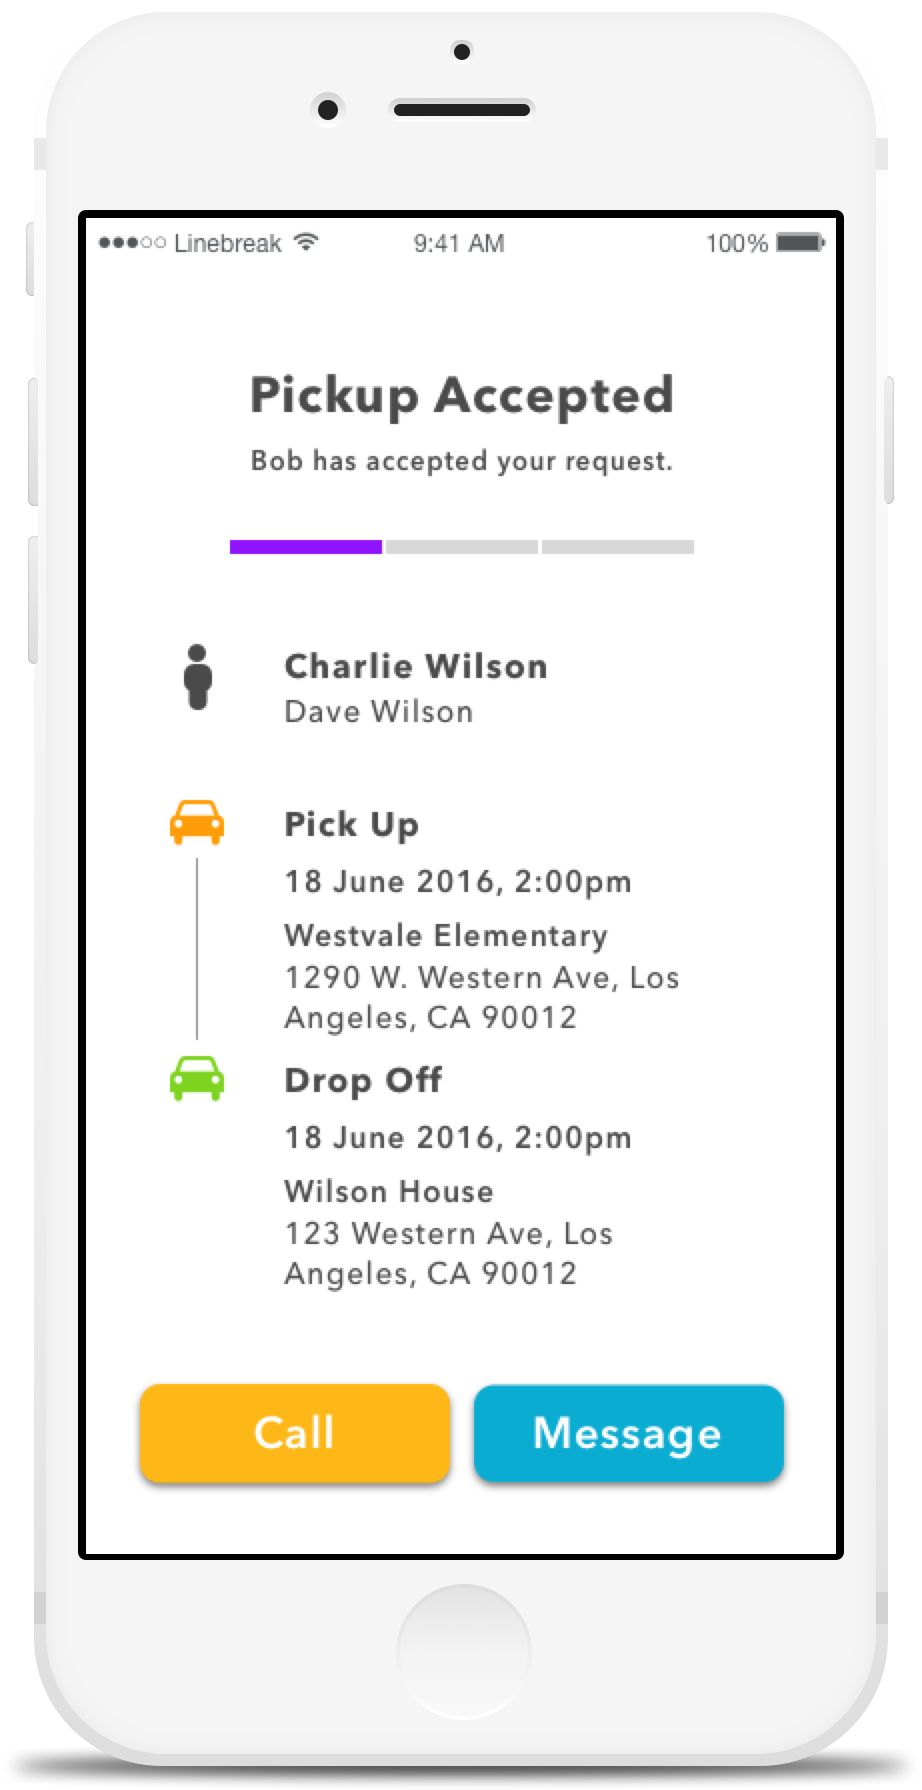 Linebreak 9:41 AM 100%
Pickup Accepted
Bob has accepted your request.
Charlie Wilson
Dave Wilson
Pick Up
18 June 2016, 2:00pm
Westvale Elementary
1290 W. Western Ave, Los
Angeles, CA 90012
Drop Off
18 June 2016, 2:00pm
Wilson House
123 Western Ave, Los
Angeles, CA 90012
Call Message